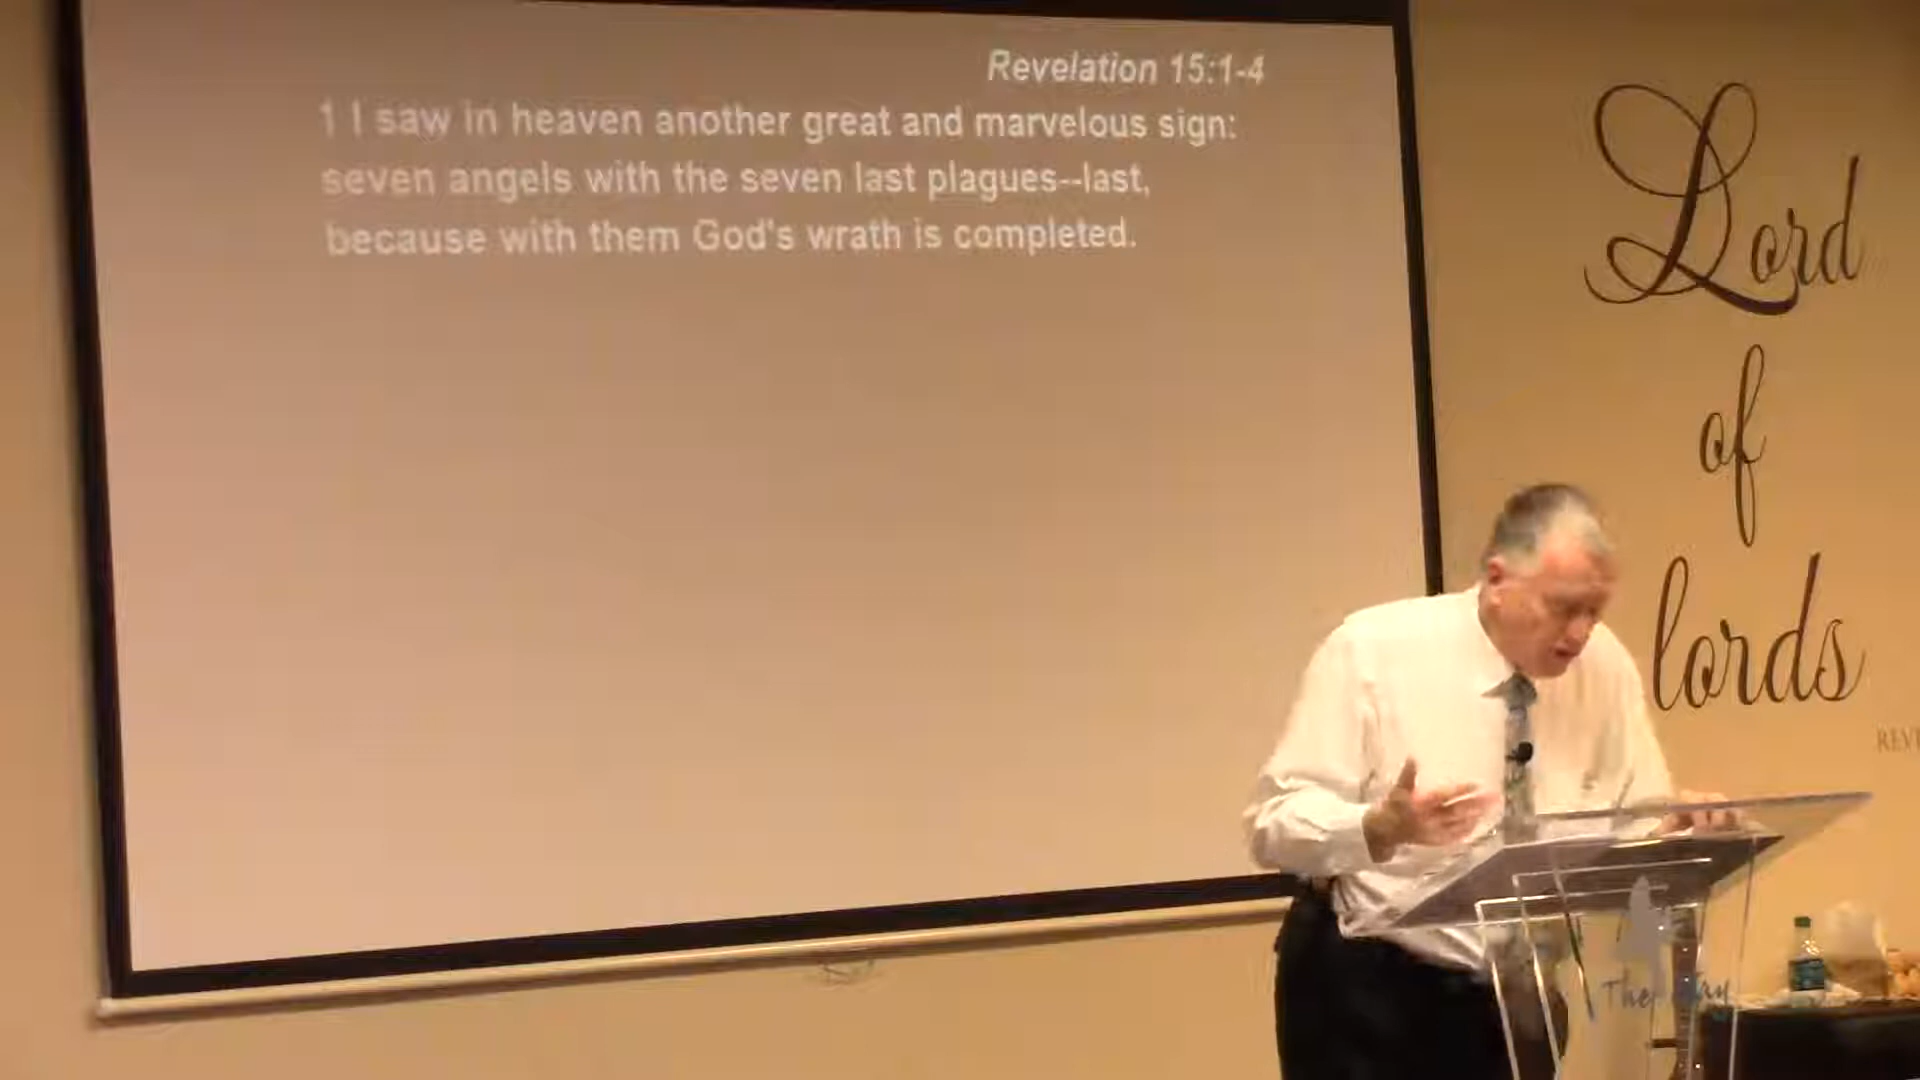 Revelation 15:1-4
1 I saw in heaven another great and marvelous sign:
seven angels with the seven last plagues--last,
because with them God's wrath is completed.
Lord
of
lords
The